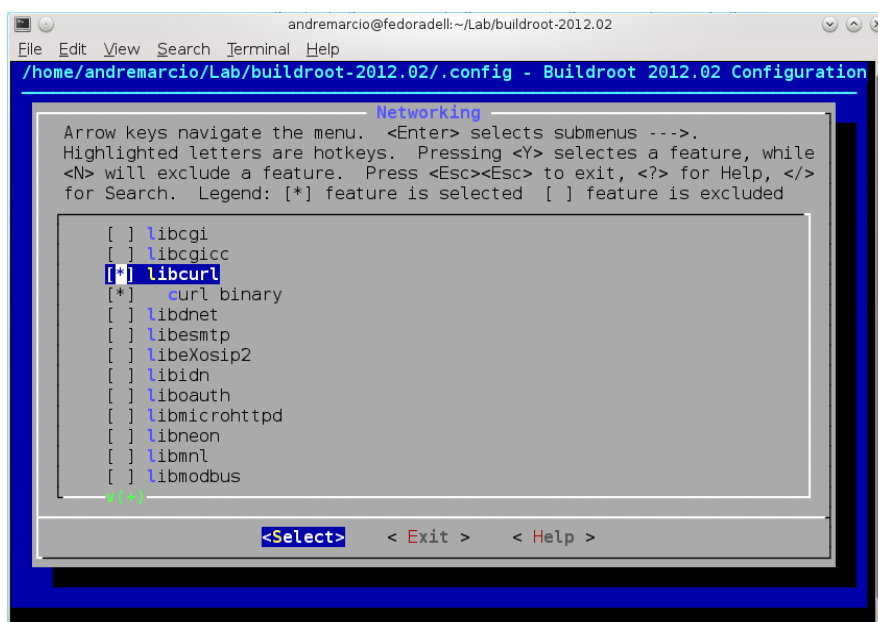 andremarcio@fedoradell:~/Lab/buildroot-2012.02
File Edit View Search Terminal Help
/home/andremarcio/Lab/buildroot-2012.02/.config - Buildroot 2012.02 Configuration
Networking
Arrow keys navigate the menu. <Enter> selects submenus --->.
Highlighted letters are hotkeys. Pressing <Y> selectes a feature, while
<N> will exclude a feature. Press <Esc><Esc> to exit, <?> for Help, </>
for Search. Legend: [*] feature is selected [ ] feature is excluded
[ ] libcgi
[ ] libcgicc
[*] libcurl
[*] curl binary
[ ] libdnet
[ ] libesmtp
[ ] libeXosip2
[ ] libidn
[ ] liboauth
[ ] libmicrohttpd
[ ] libneon
[ ] libmnl
[ ] libmodbus
v(+)
<Select> < Exit > < Help >